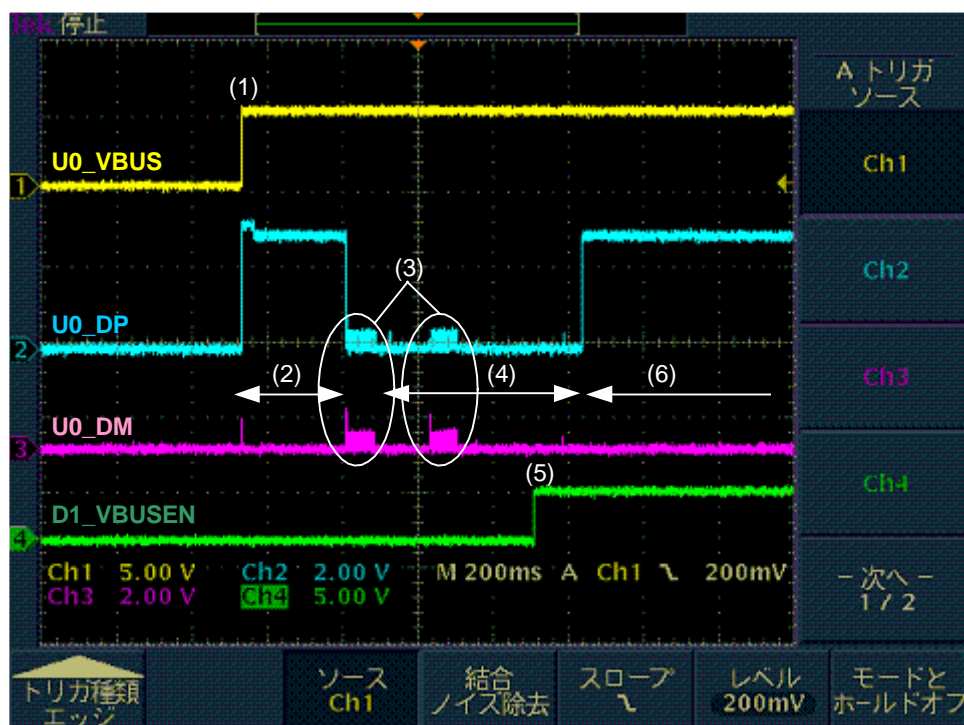 Tek 停止
(1)
U0_VBUS
1
(3)
U0_DP
2
(2)
(4)
(6)
U0_DM
3
(5)
D1_VBUSEN
4
Ch1 5.00 V Ch2 2.00 V M 200ms A Ch1 200mV
Ch3 2.00 V Ch4 5.00 V
A トリガ
ソース
Ch1
Ch2
Ch3
Ch4
- 次へ -
1 / 2
トリガ種類
エッジ
ソース
Ch1
結合
ノイズ除去
スロープ
レベル
200mV
モードと
ホールドオフ